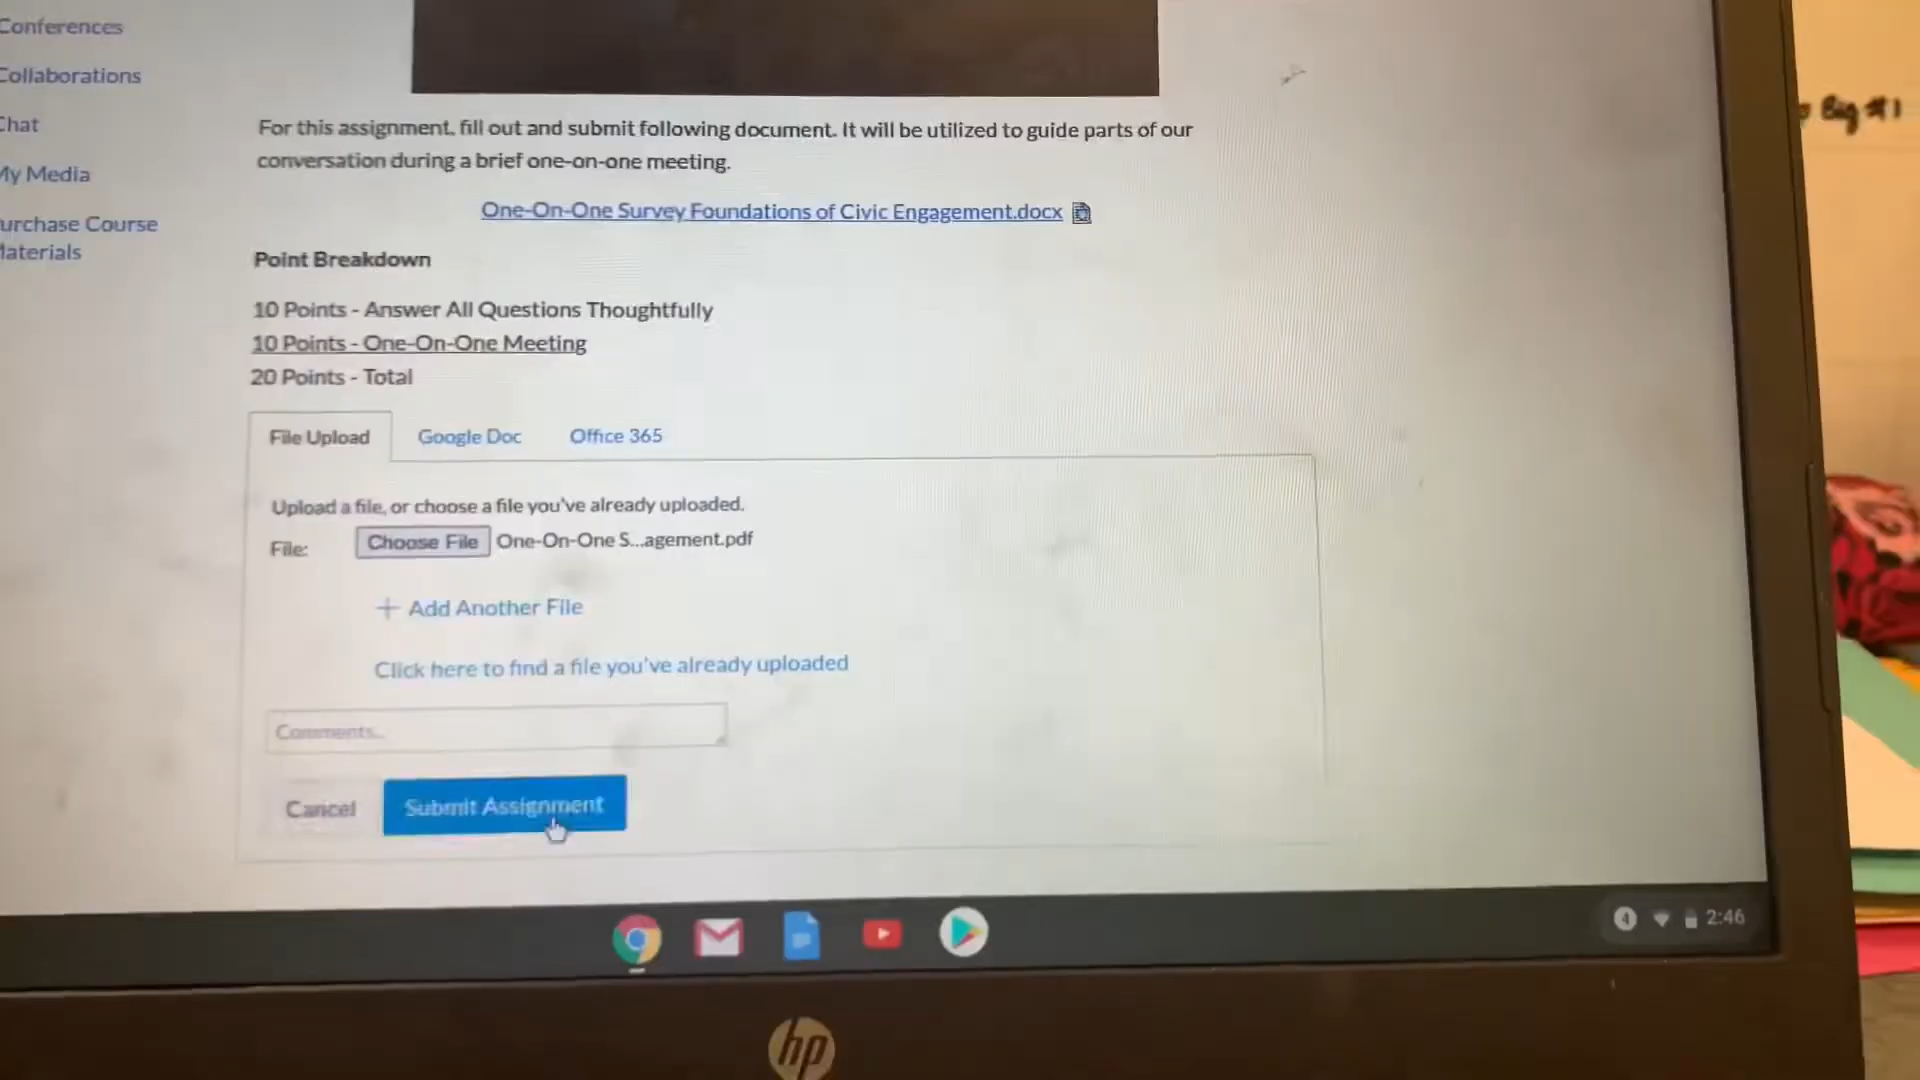 Conferences
Collaborations
Chat
My Media
urchase Course
Materials
For this assignment, fill out and submit following document. It will be utilized to guide parts of our
conversation during a brief one-on-one meeting.
One-On-One Survey Foundations of Civic Engagement.docx
Point Breakdown
10 Points - Answer All Questions Thoughtfully
10 Points - One-On-One Meeting
20 Points - Total
File Upload
Google Doc
Office 365
Upload a file, or choose a file you've already uploaded.
File:
Choose File
One-On-One S...agement.pdf
+ Add Another File
Click here to find a file you've already uploaded
Comments...
Cancel
Submit Assignment
4
2:46
hp
Big #1